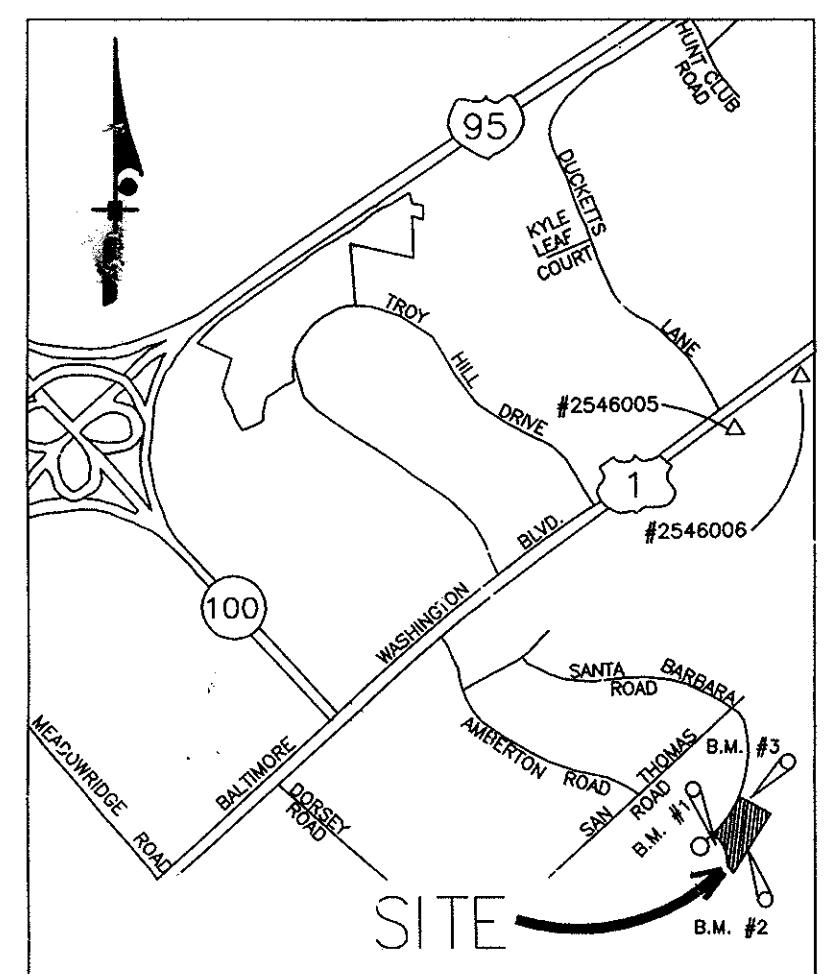 HUNT CLUB
ROAD
95
DUCKETTS
LANE
KYLE
LEAF
COURT
TROY
HILL
DRIVE
#2546005
1
#2546006
BLVD.
WASHINGTON
BALTIMORE
100
SANTA BARBARA
ROAD
AMBERTON ROAD
SAN THOMAS
ROAD
B.M. #3
B.M. #1
MEADOWRIDGE
ROAD
DORSEY
ROAD
SITE
B.M. #2